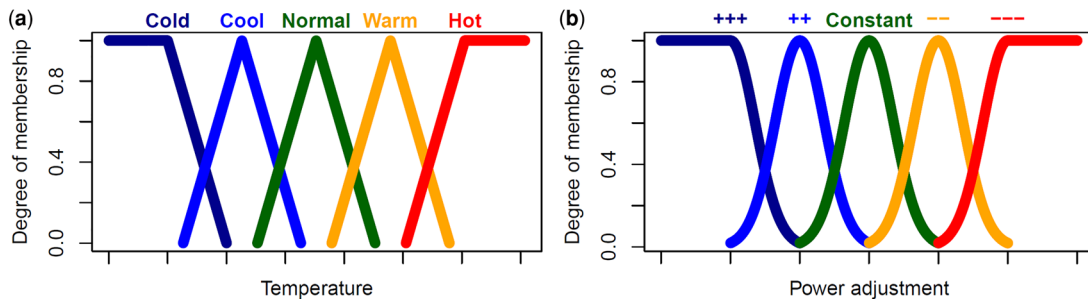 (a) Cold Cool Normal Warm Hot
Degree of membership
0.8
0.4
0.0
Temperature
(b) +++ ++ Constant −− −−−
Degree of membership
0.8
0.4
0.0
Power adjustment